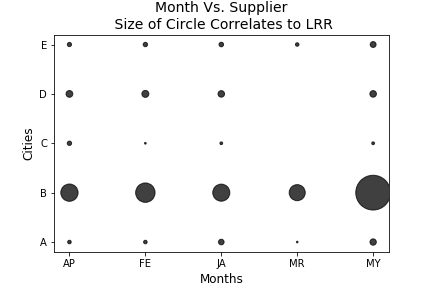 Month Vs. Supplier
Size of Circle Correlates to LRR
E
D
C
B
A
Cities
AP FE JA MR MY
Months